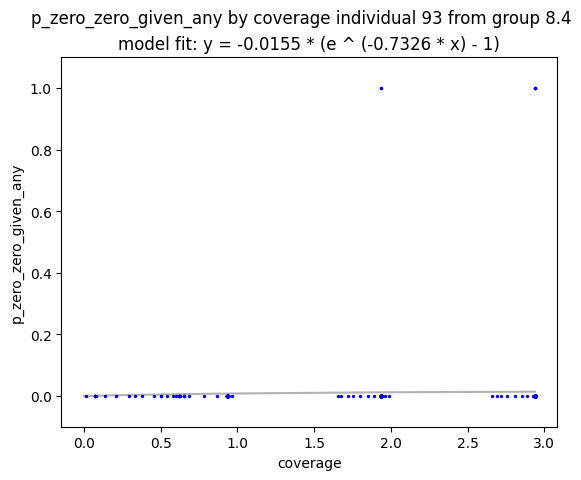 p_zero_zero_given_any by coverage individual 93 from group 8.4
model fit: y = -0.0155 * (e ^ (-0.7326 * x) - 1)
1.0
0.8
0.6
0.4
0.2
0.0
p_zero_zero_given_any
0.0 0.5 1.0 1.5 2.0 2.5 3.0
coverage